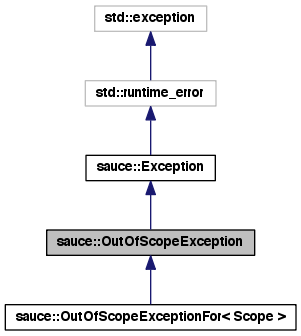 std::exception
std::runtime_error
sauce::Exception
sauce::OutOfScopeException
sauce::OutOfScopeExceptionFor< Scope >